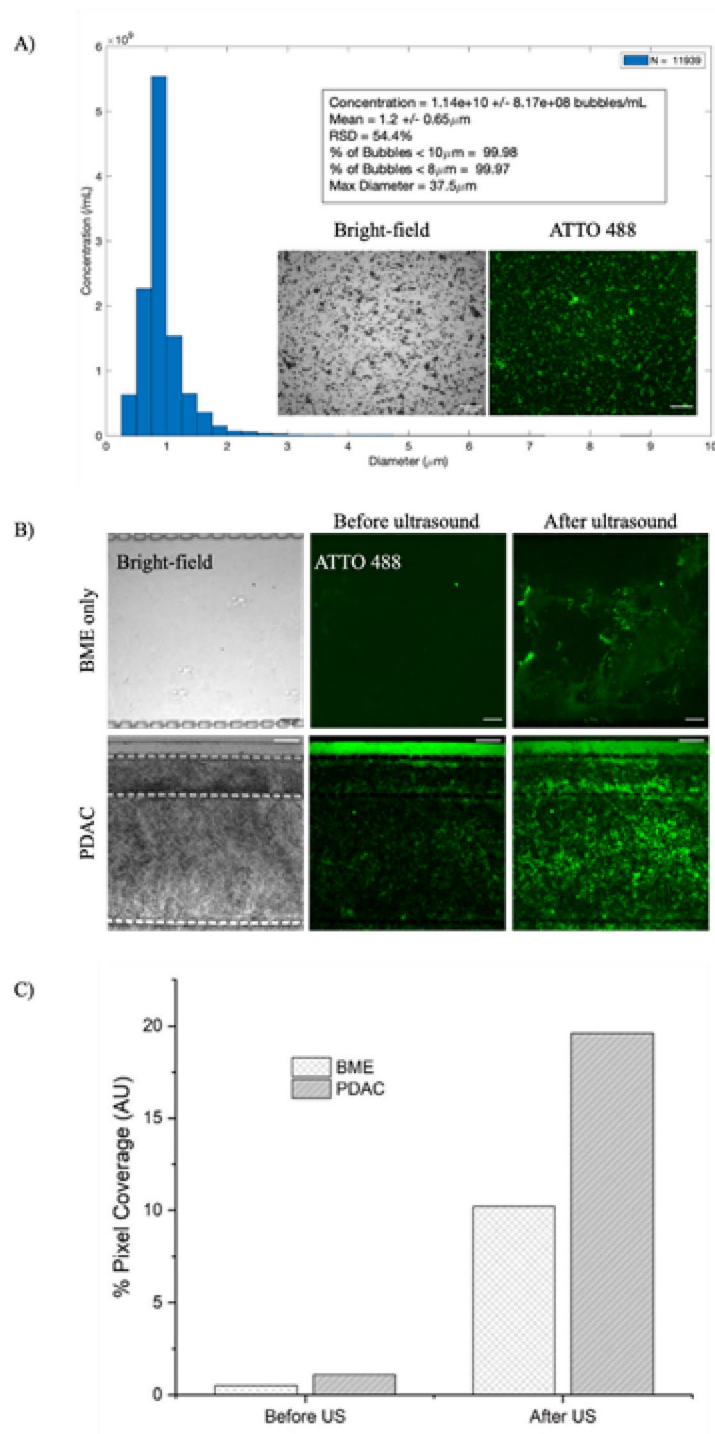 A)
×10⁹
N = 11939
Concentration = 1.14e+10 +/- 8.17e+08 bubbles/mL
Mean = 1.2 +/- 0.65μm
RSD = 54.4%
% of Bubbles < 10μm = 99.98
% of Bubbles < 8μm = 99.97
Max Diameter = 37.5μm
Bright-field ATTO 488
Concentration (/mL)
6
5
4
3
2
1
0
0 1 2 3 4 5 6 7 8 9 10
Diameter (μm)
B)
Before ultrasound After ultrasound
BME only
Bright-field ATTO 488
PDAC
C)
% Pixel Coverage (AU)
20
15
10
5
0
BME
PDAC
Before US After US